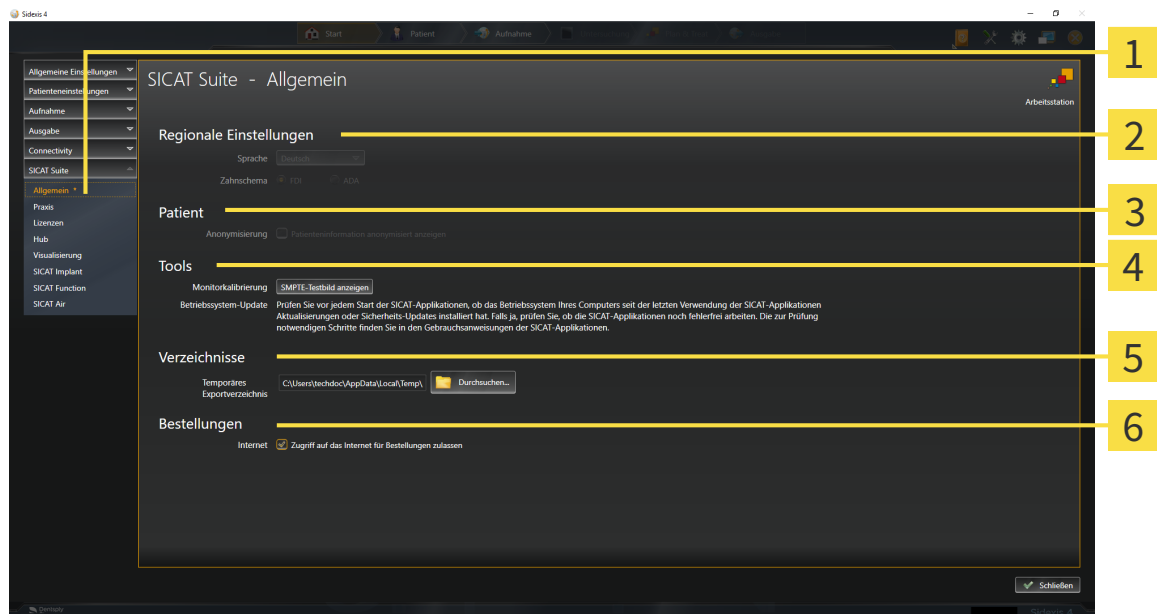 Sidexis 4
Start
Patient
Aufnahme
Allgemeine Einstellungen
Patienteneinstellungen
Aufnahme
Ausgabe
Connectivity
SICAT Suite
Allgemein *
Praxis
Lizenzen
Hub
Visualisierung
SICAT Implant
SICAT Function
SICAT Air
SICAT Suite - Allgemein
Arbeitsstation
Regionale Einstellungen
Sprache Deutsch
Zahnschema FDI ADA
Patient
Anonymisierung Patienteninformation anonymisiert anzeigen
Tools
Monitorkalibrierung SMPTE-Testbild anzeigen
Betriebssystem-Update Prüfen Sie vor jedem Start der SICAT-Applikationen, ob das Betriebssystem Ihres Computers seit der letzten Verwendung der SICAT-Applikationen
Aktualisierungen oder Sicherheits-Updates installiert hat. Falls ja, prüfen Sie, ob die SICAT-Applikationen noch fehlerfrei arbeiten. Die zur Prüfung
notwendigen Schritte finden Sie in den Gebrauchsanweisungen der SICAT-Applikationen.
Verzeichnisse
Temporäres
Exportverzeichnis
C:\Users\techdoc\AppData\Local\Temp\ Durchsuchen...
Bestellungen
Internet Zugriff auf das Internet für Bestellungen zulassen
Schließen
Sidexis 4
1
2
3
4
5
6